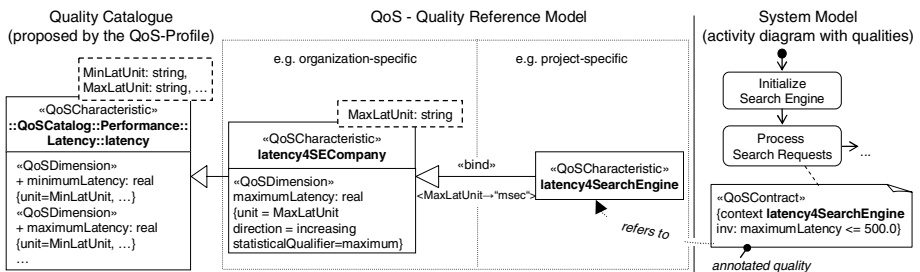 Quality Catalogue
(proposed by the QoS-Profile)
MinLatUnit: string,
MaxLatUnit: string, …
«QoSCharacteristic»
::QoSCatalog::Performance::
Latency::latency
«QoSDimension»
+ minimumLatency: real
{unit=MinLatUnit, …}
«QoSDimension»
+ maximumLatency: real
{unit=MinLatUnit, …}
…
QoS - Quality Reference Model
e.g. organization-specific
MaxLatUnit: string
«QoSCharacteristic»
latency4SECompany
«QoSDimension»
maximumLatency: real
{unit = MaxLatUnit
direction = increasing
statisticalQualifier=maximum}
e.g. project-specific
«bind»
<MaxLatUnit→“msec“>
«QoSCharacteristic»
latency4SearchEngine
refers to
System Model
(activity diagram with qualities)
Initialize
Search Engine
Process
Search Requests
...
«QoSContract»
{context latency4SearchEngine
inv: maximumLatency <= 500.0}
annotated quality